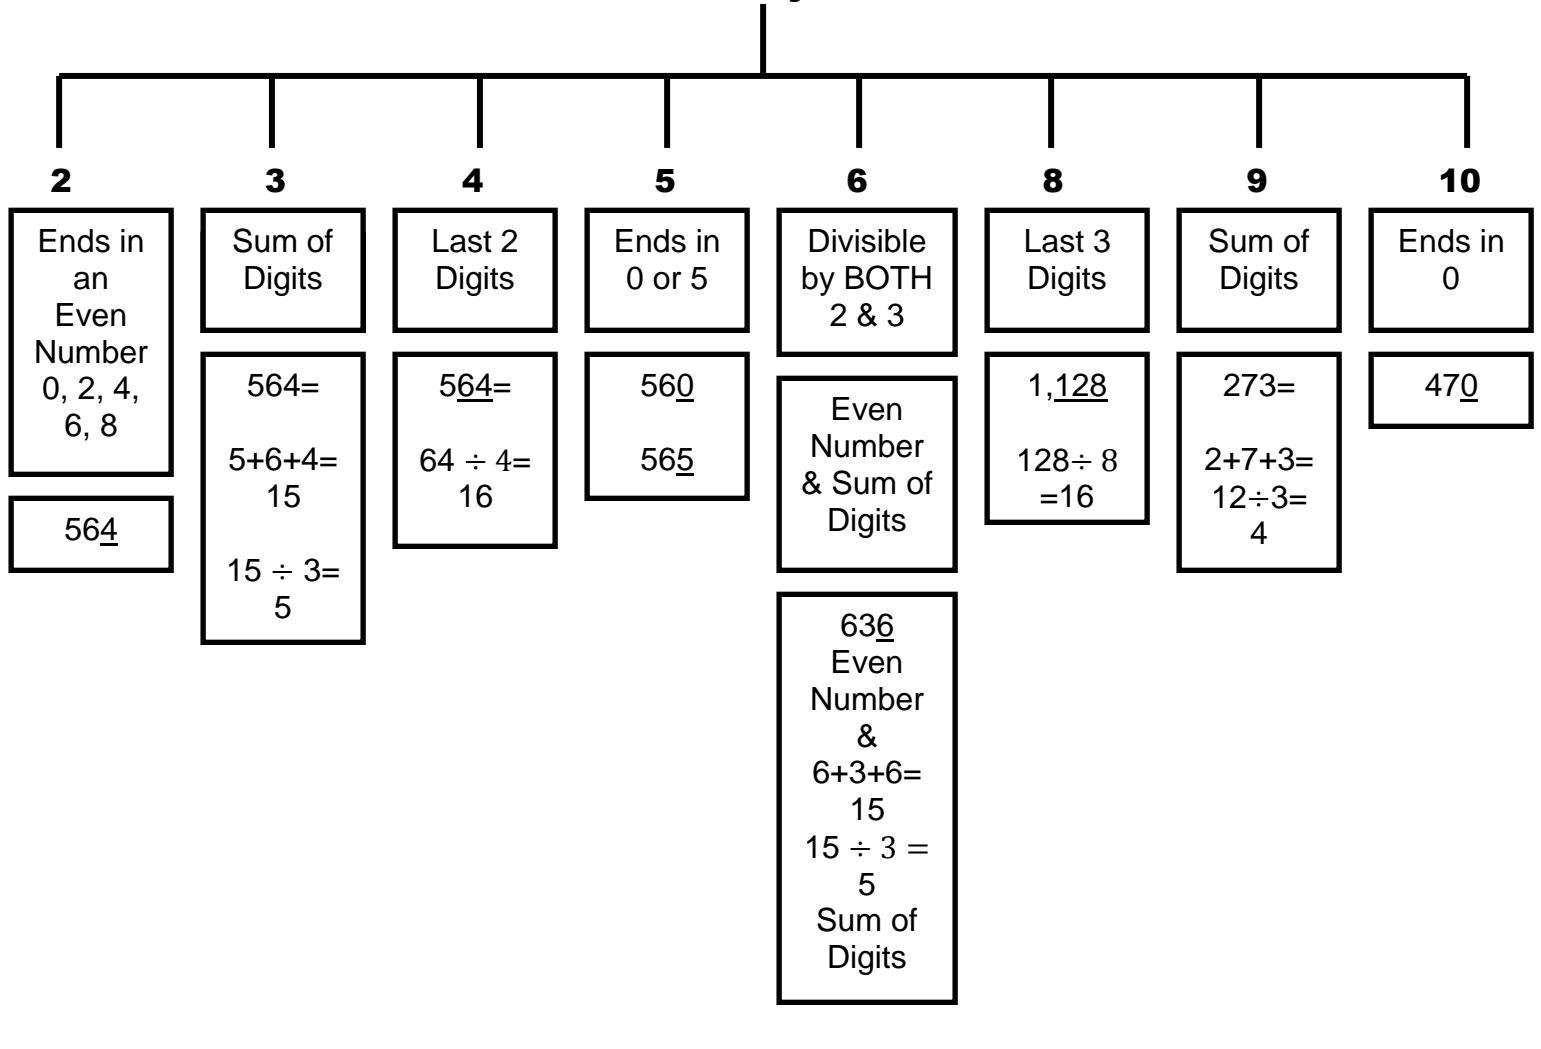 2
Ends in
an
Even
Number
0, 2, 4,
6, 8
564
3
Sum of
Digits
564=
5+6+4=
15
15 ÷ 3=
5
4
Last 2
Digits
564=
64 ÷ 4=
16
5
Ends in
0 or 5
560
565
6
Divisible
by BOTH
2 & 3
Even
Number
& Sum of
Digits
636
Even
Number
&
6+3+6=
15
15 ÷ 3 =
5
Sum of
Digits
8
Last 3
Digits
1,128
128÷ 8
=16
9
Sum of
Digits
273=
2+7+3=
12÷3=
4
10
Ends in
0
470